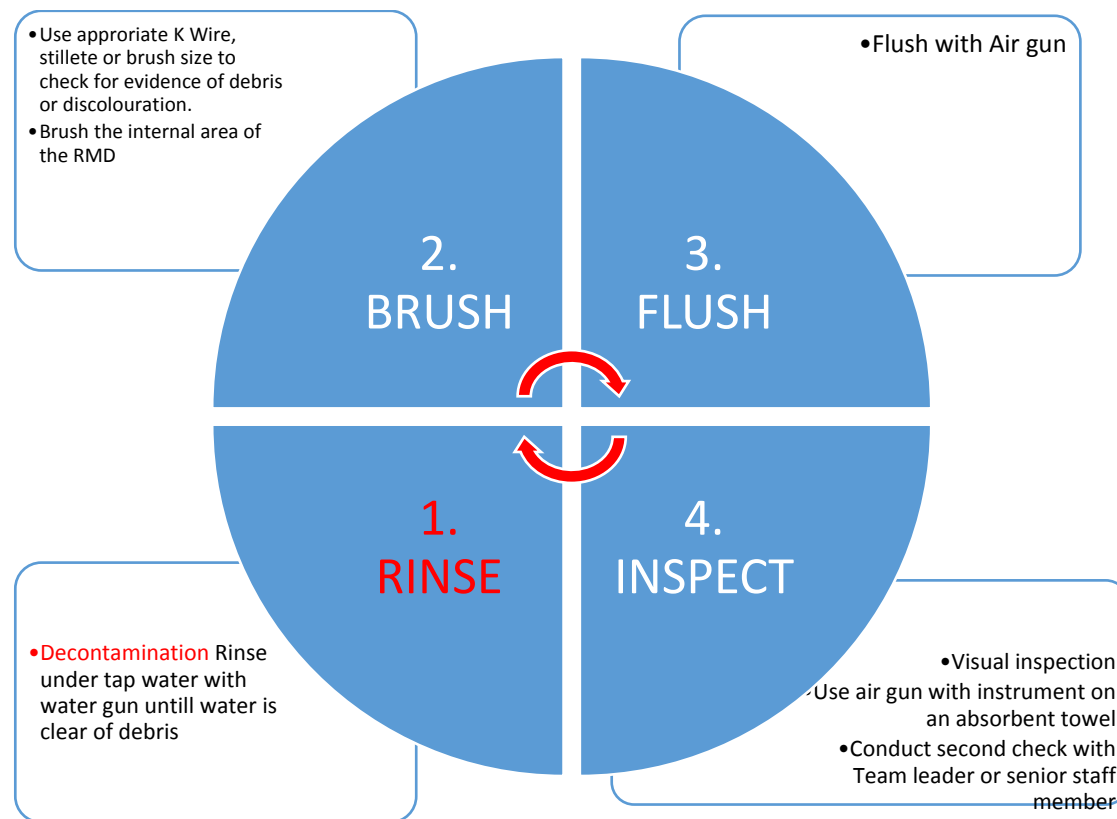 •Use approriate K Wire,
stillete or brush size to
check for evidence of debris
or discolouration.
•Brush the internal area of
the RMD
•Flush with Air gun
2.
BRUSH
3.
FLUSH
1.
RINSE
4.
INSPECT
•Decontamination Rinse
under tap water with
water gun untill water is
clear of debris
•Visual inspection
•Use air gun with instrument on
an absorbent towel
•Conduct second check with
Team leader or senior staff
member